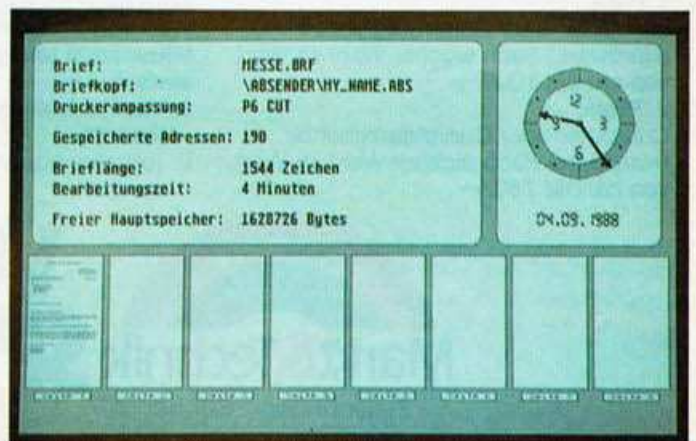 Brief: MESSE.BRF
Briefkopf: \ABSENDER\MY_NAME.ABS
Druckeranpassung: P6 CUT
Gespeicherte Adressen: 190
Brieflänge: 1544 Zeichen
Bearbeitungszeit: 4 Minuten
Freier Hauptspeicher: 1628726 Bytes
12
9 3
6
04.09.1988